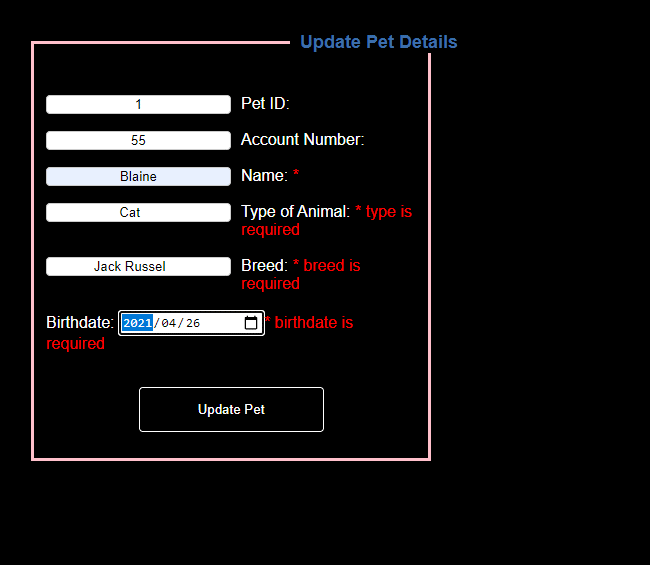 Update Pet Details
1 Pet ID:
55 Account Number:
Blaine Name: *
Cat Type of Animal: * type is
required
Jack Russel Breed: * breed is
required
Birthdate: 2021/04/26 * birthdate is
required
Update Pet